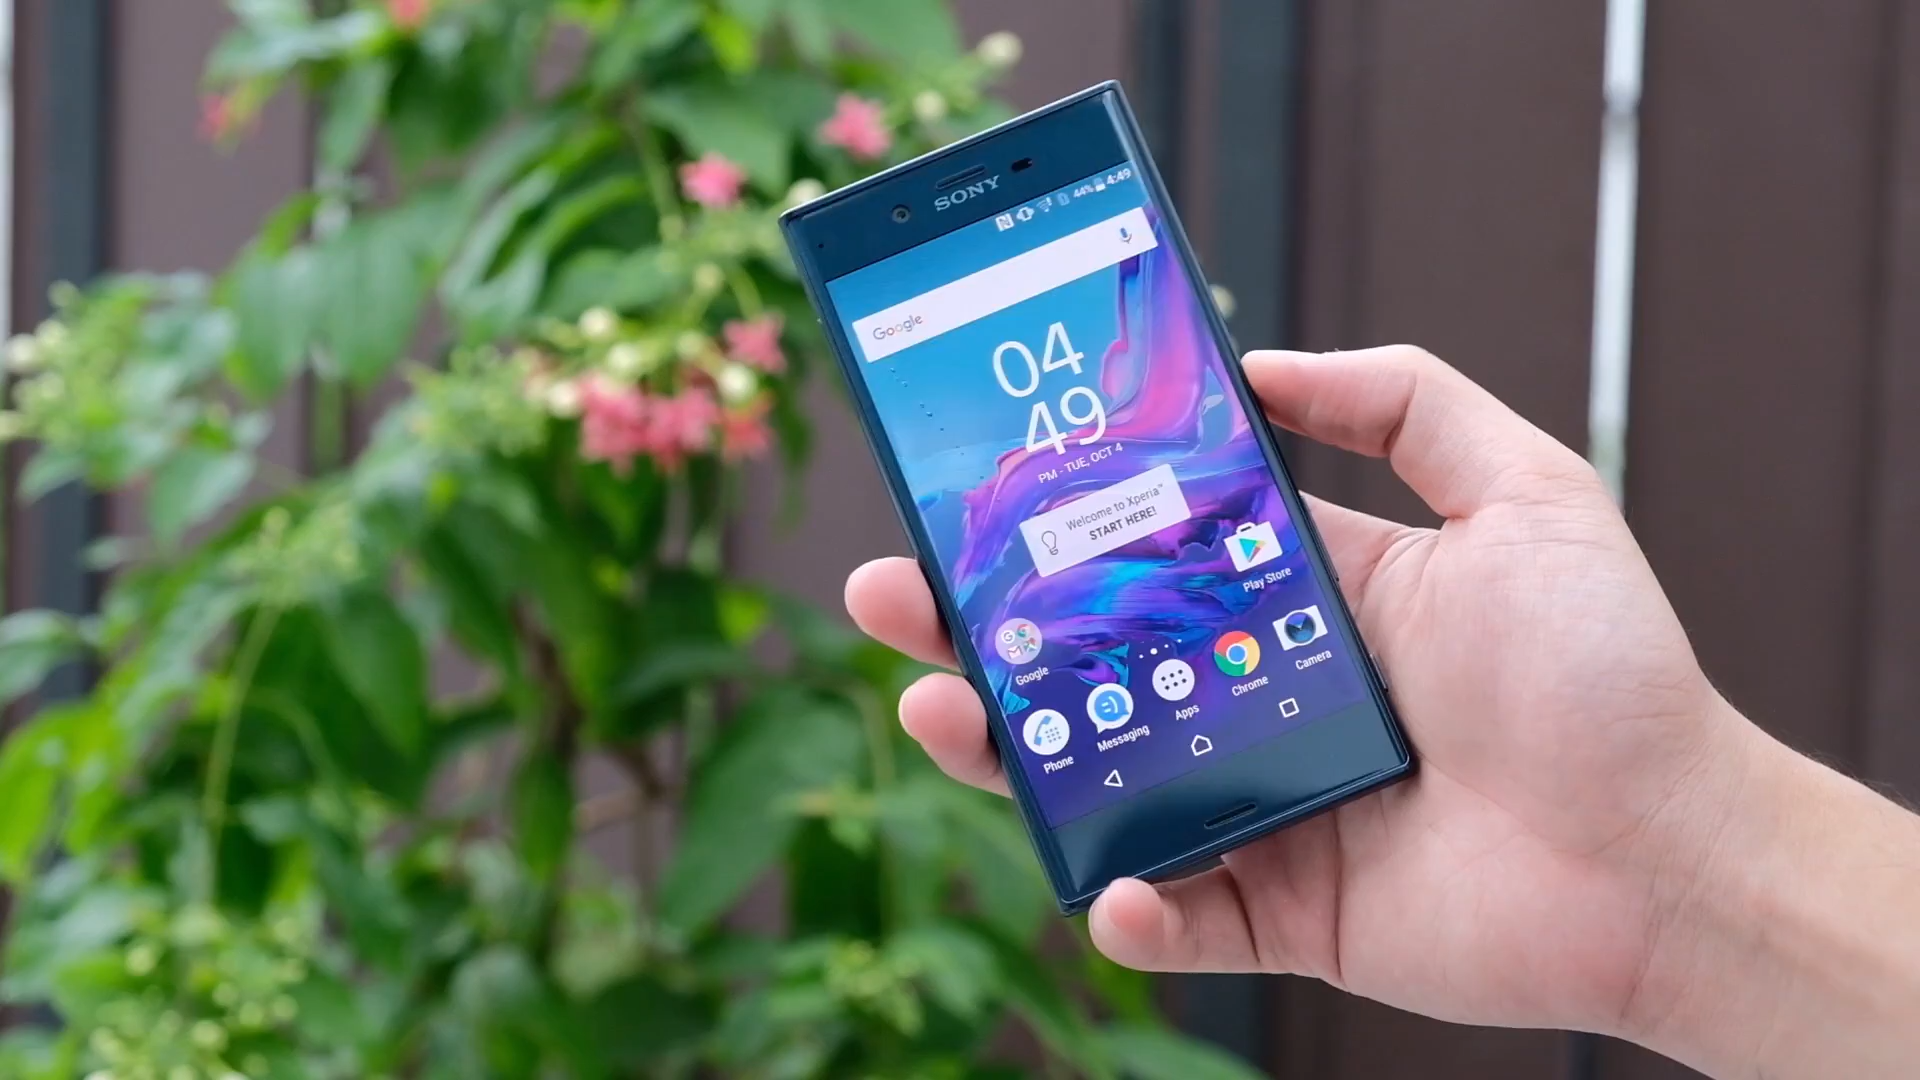 SONY
44% 4:49
Google
04
49
PM - TUE, OCT 4
Welcome to Xperia™
START HERE!
Play Store
Google
Phone
Messaging
Apps
Chrome
Camera